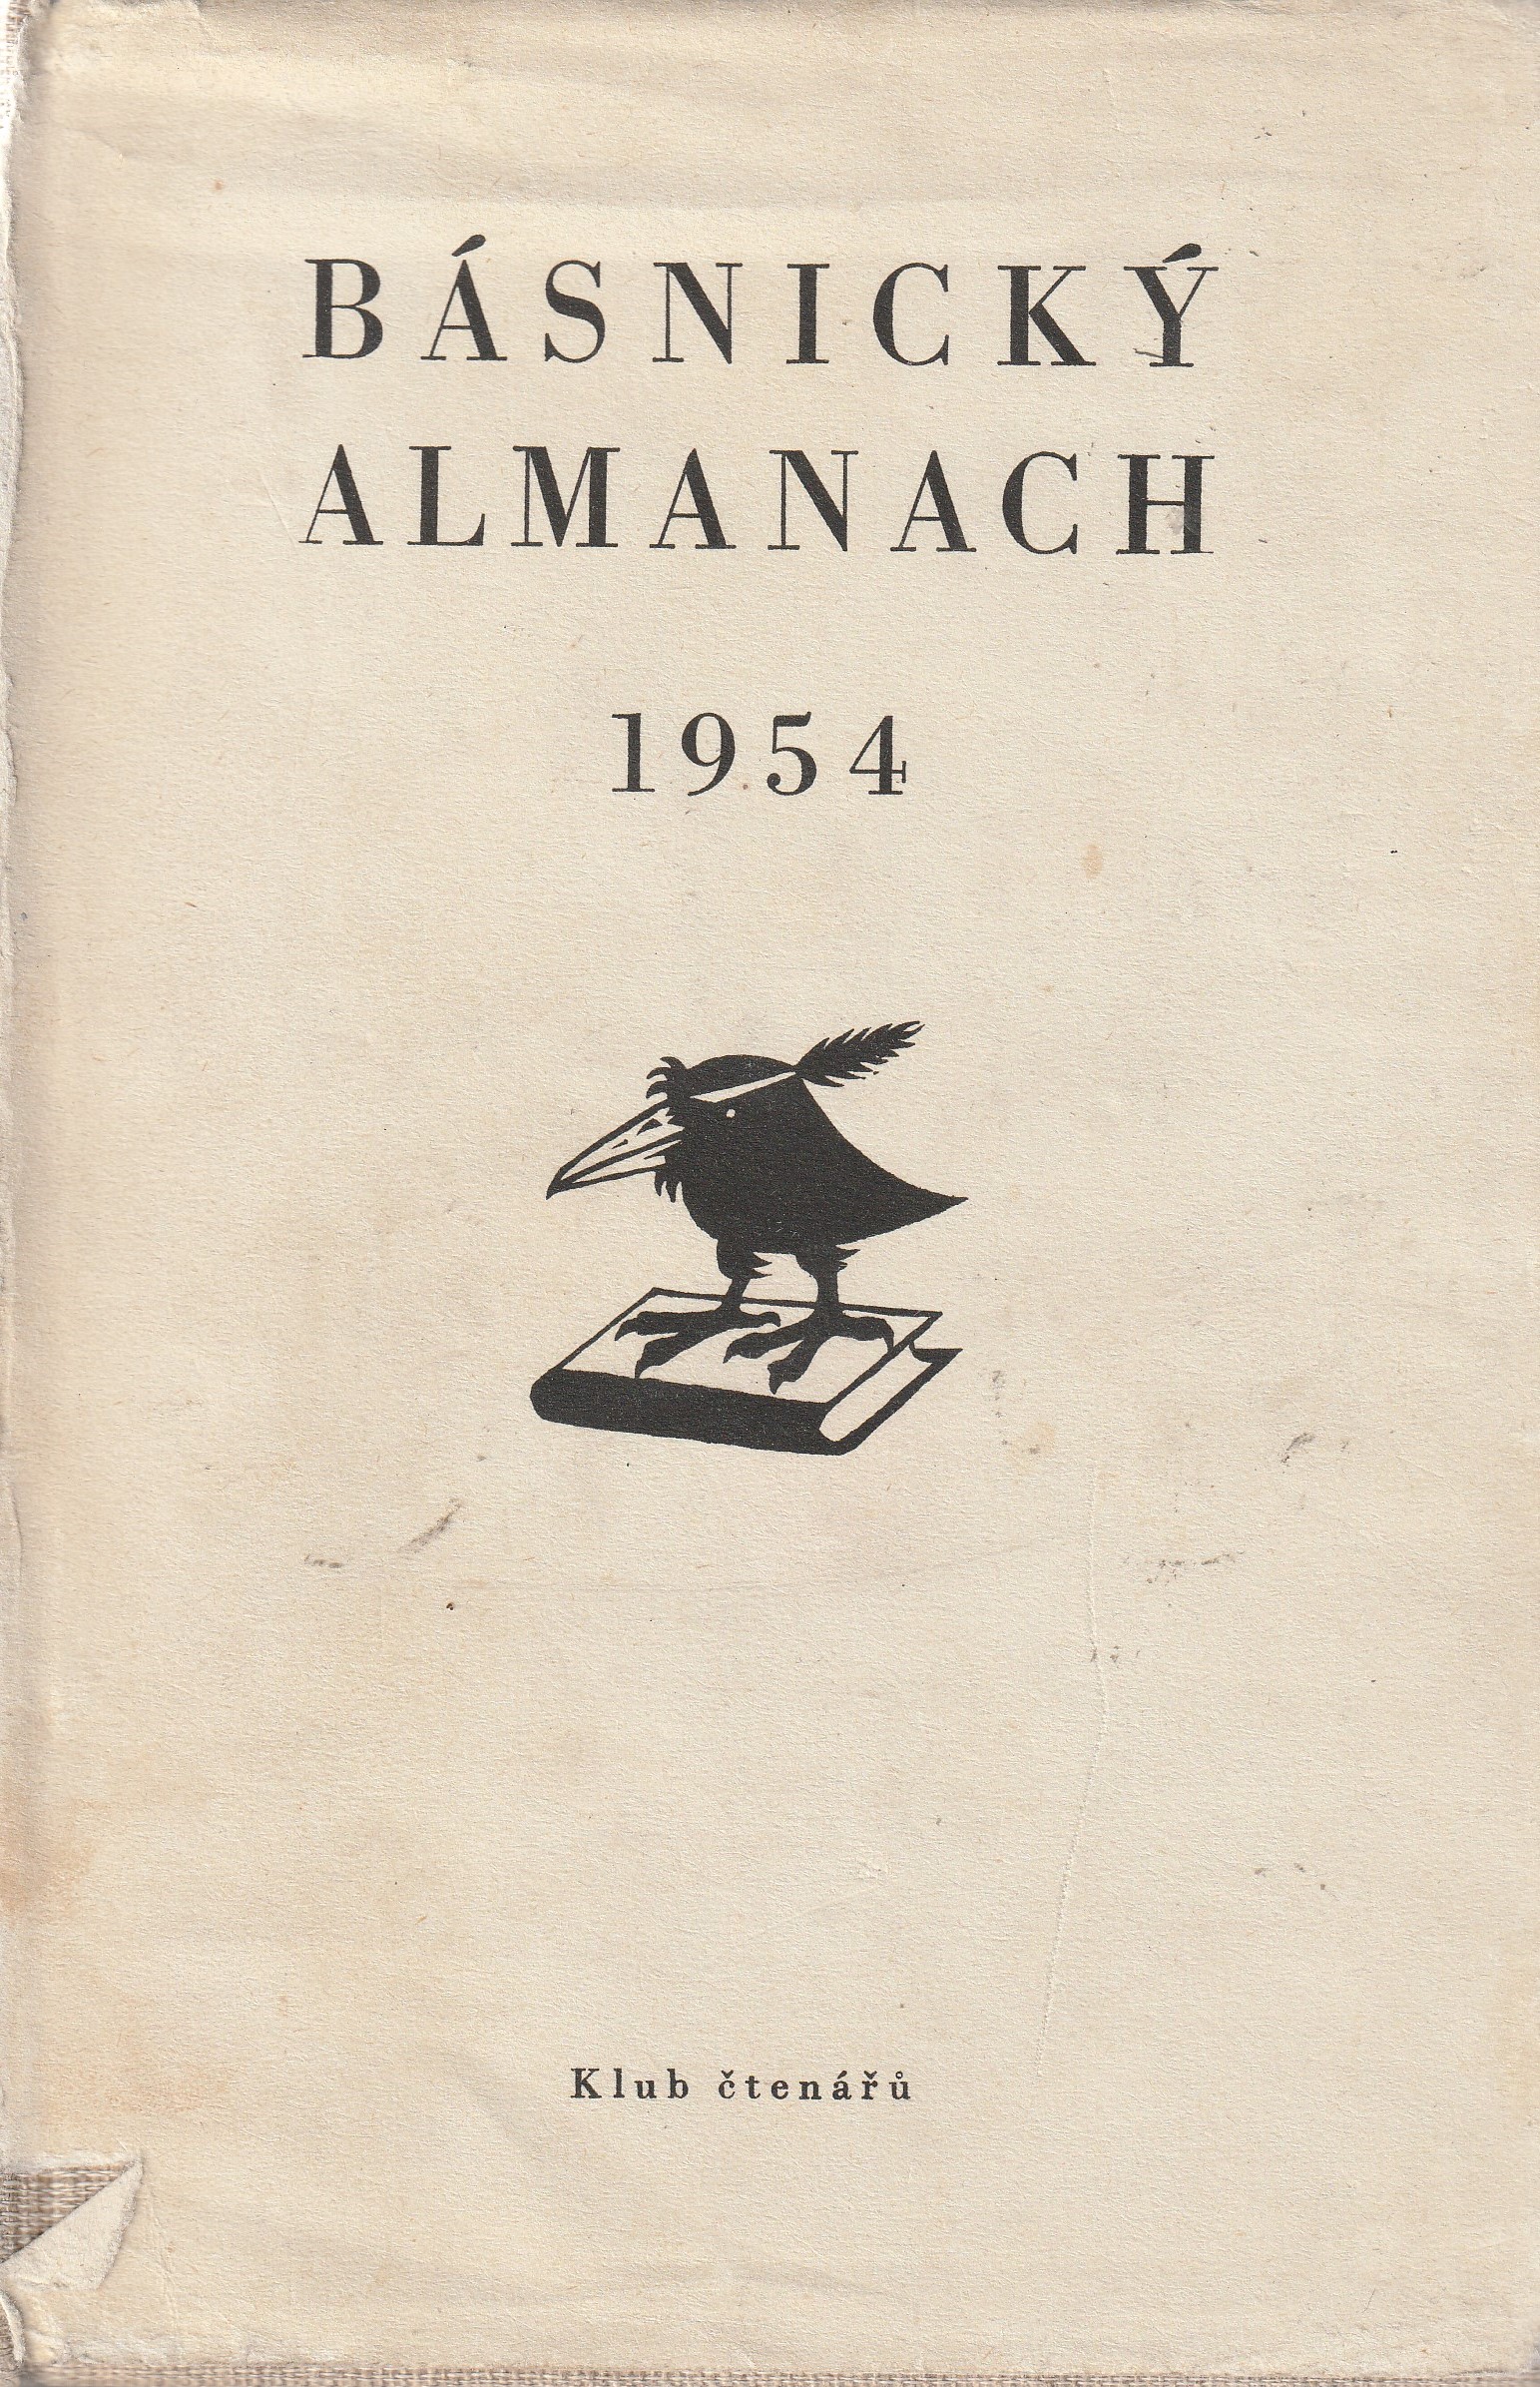 BÁSNICKÝ
ALMANACH
1954
Klub čtenářů